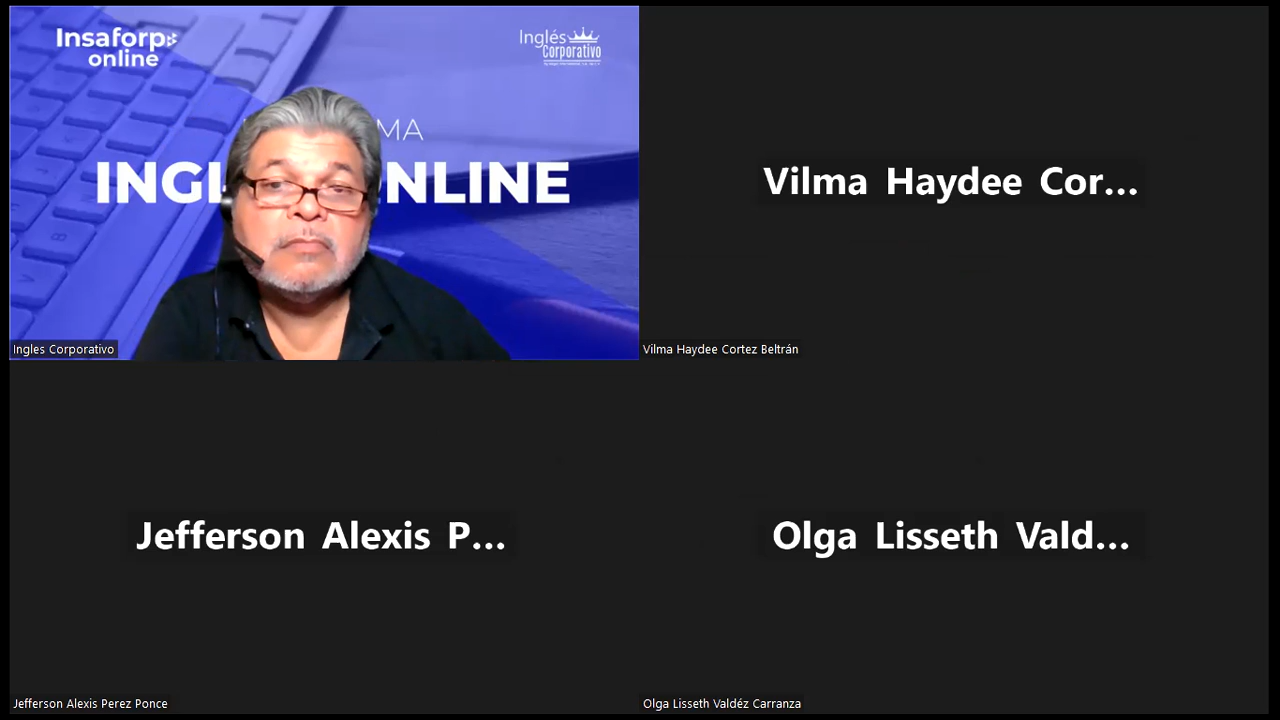 Insaforp
online
Inglés
Corporativo
MA
INGL NLINE
Ingles Corporativo
Vilma Haydee Cor...
Vilma Haydee Cortez Beltrán
Jefferson Alexis P...
Jefferson Alexis Perez Ponce
Olga Lisseth Vald...
Olga Lisseth Valdéz Carranza